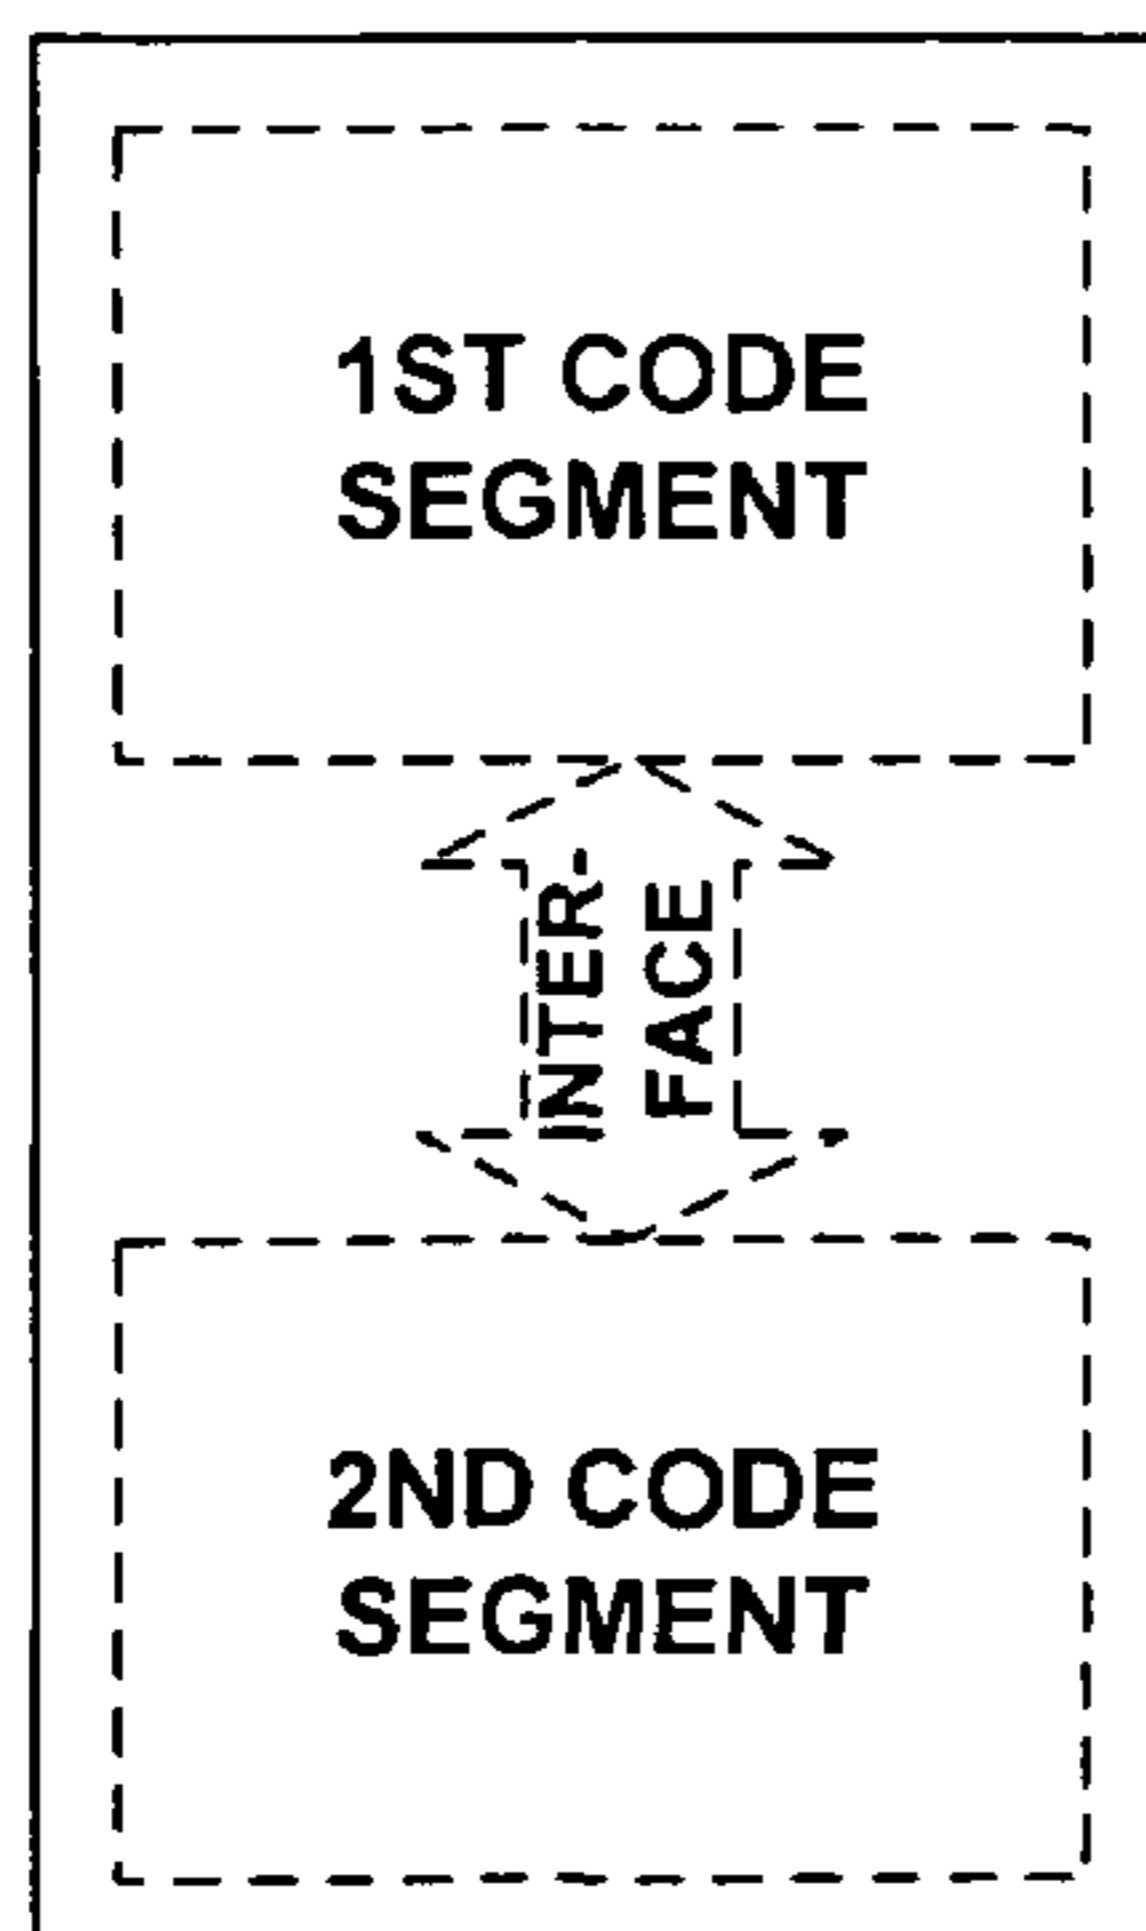 1ST CODE
SEGMENT
INTER-
FACE
2ND CODE
SEGMENT